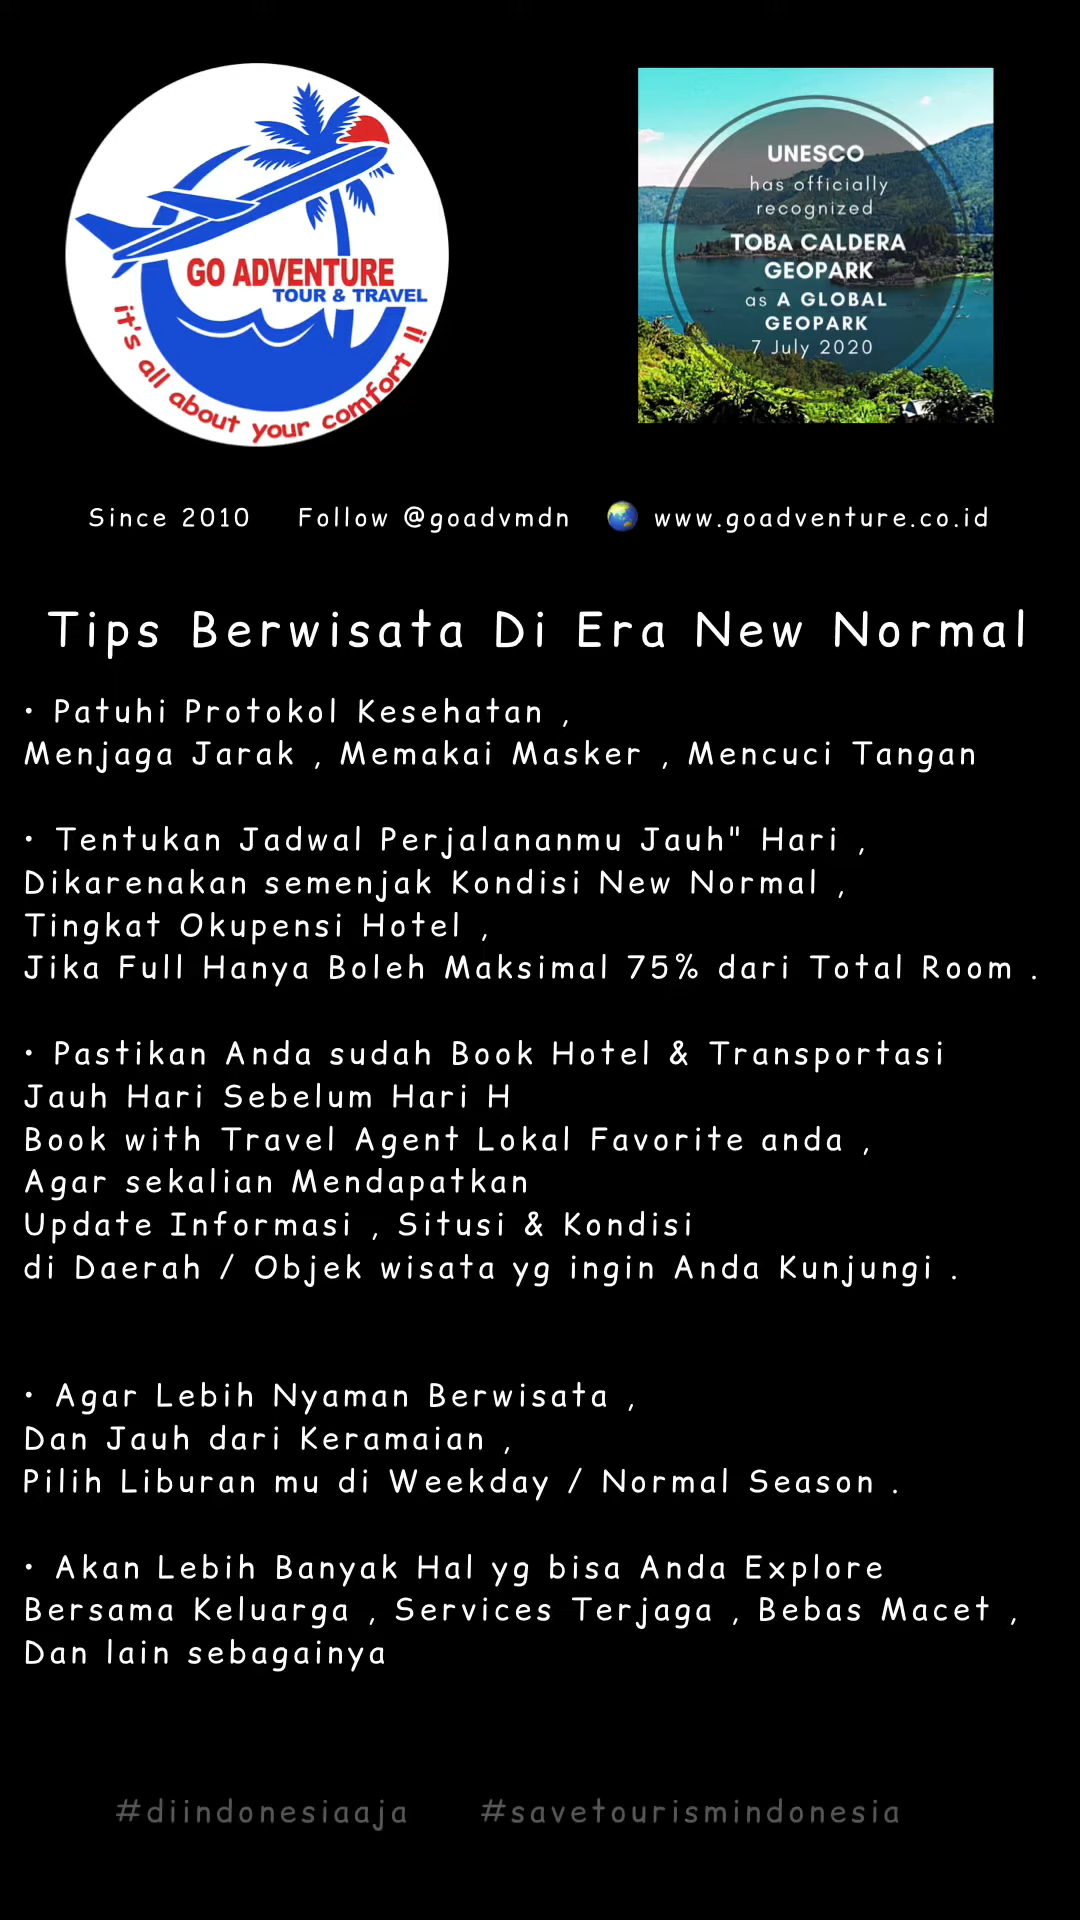 GO ADVENTURE
TOUR & TRAVEL
it's all about your comfort !!
UNESCO
has officially
recognized
TOBA CALDERA
GEOPARK
as A GLOBAL
GEOPARK
7 July 2020
Since 2010 Follow @goadvmdn 🌏 www.goadventure.co.id
Tips Berwisata Di Era New Normal
• Patuhi Protokol Kesehatan ,
Menjaga Jarak , Memakai Masker , Mencuci Tangan
• Tentukan Jadwal Perjalananmu Jauh" Hari ,
Dikarenakan semenjak Kondisi New Normal ,
Tingkat Okupensi Hotel ,
Jika Full Hanya Boleh Maksimal 75% dari Total Room .
• Pastikan Anda sudah Book Hotel & Transportasi
Jauh Hari Sebelum Hari H
Book with Travel Agent Lokal Favorite anda ,
Agar sekalian Mendapatkan
Update Informasi , Situsi & Kondisi
di Daerah / Objek wisata yg ingin Anda Kunjungi .
• Agar Lebih Nyaman Berwisata ,
Dan Jauh dari Keramaian ,
Pilih Liburan mu di Weekday / Normal Season .
• Akan Lebih Banyak Hal yg bisa Anda Explore
Bersama Keluarga , Services Terjaga , Bebas Macet ,
Dan lain sebagainya
#diindonesiaaja #savetourismindonesia